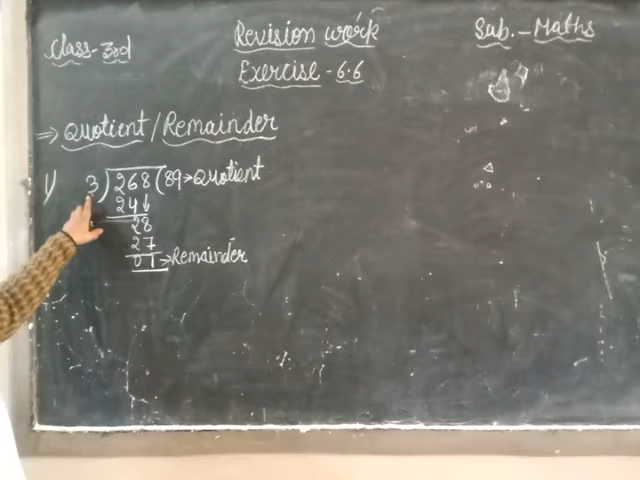 Class-3rd
Revision work
Sub.-Maths
Exercise-6.6
⇒ Quotient/Remainder
1) 3)268(89→Quotient
24↓
28
27
01→Remainder